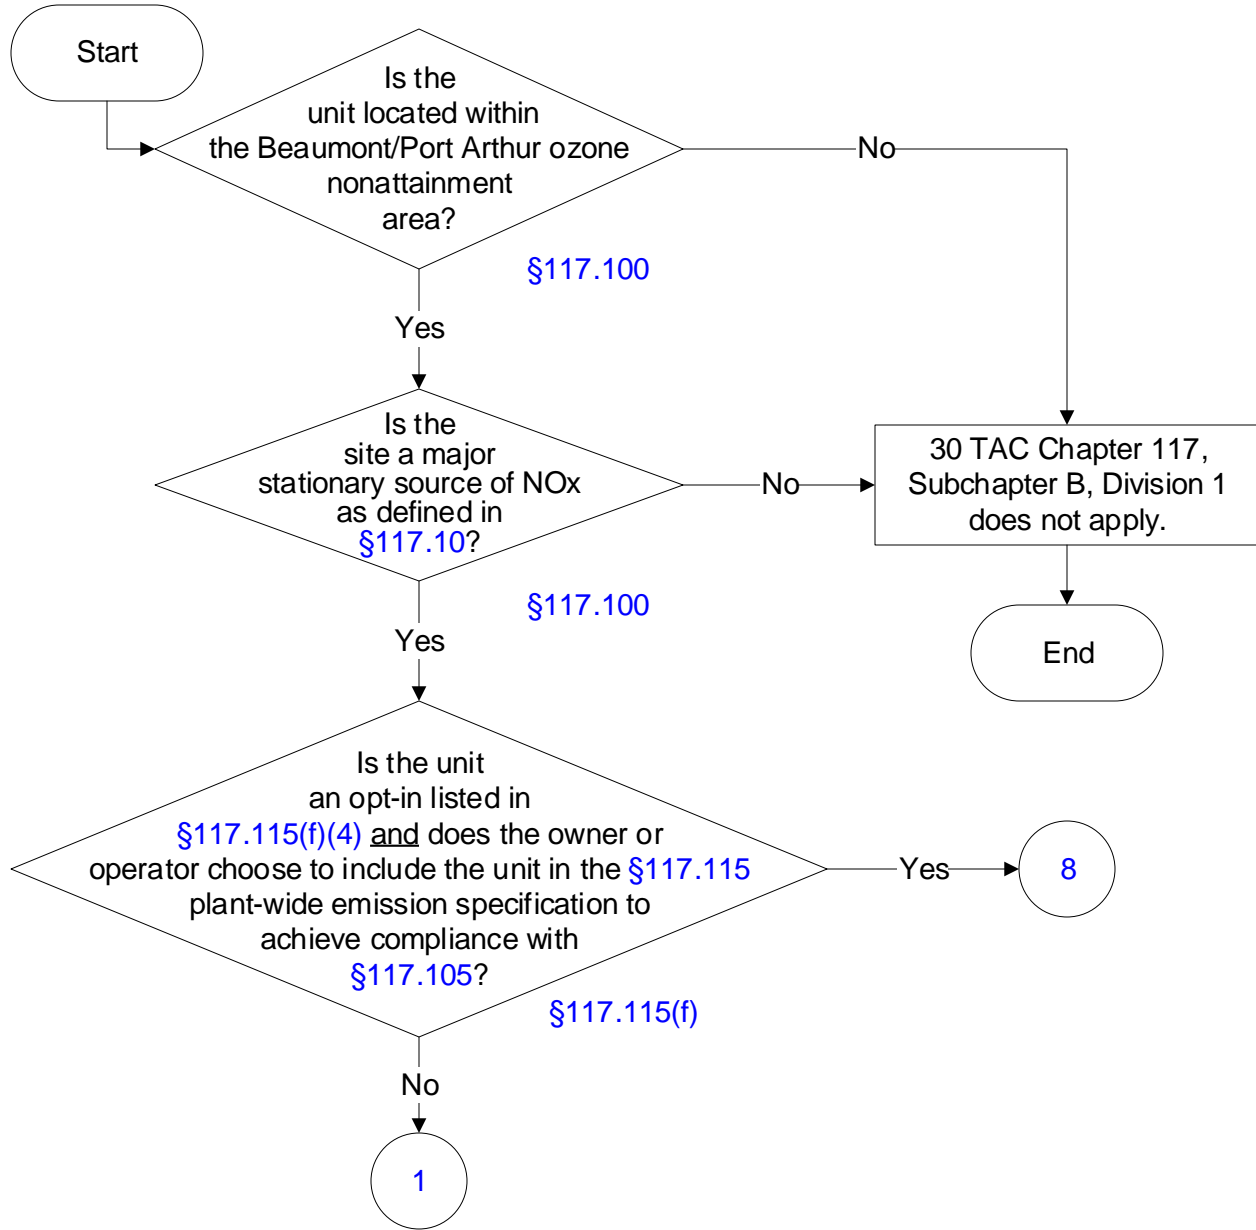 Start
Is the
unit located within
the Beaumont/Port Arthur ozone
nonattainment
area?
No
§117.100
Yes
Is the
site a major
stationary source of NOx
as defined in
§117.10?
No
30 TAC Chapter 117,
Subchapter B, Division 1
does not apply.
§117.100
Yes
End
Is the unit
an opt-in listed in
§117.115(f)(4) and does the owner or
operator choose to include the unit in the §117.115
plant-wide emission specification to
achieve compliance with
§117.105?
Yes
8
§117.115(f)
No
1